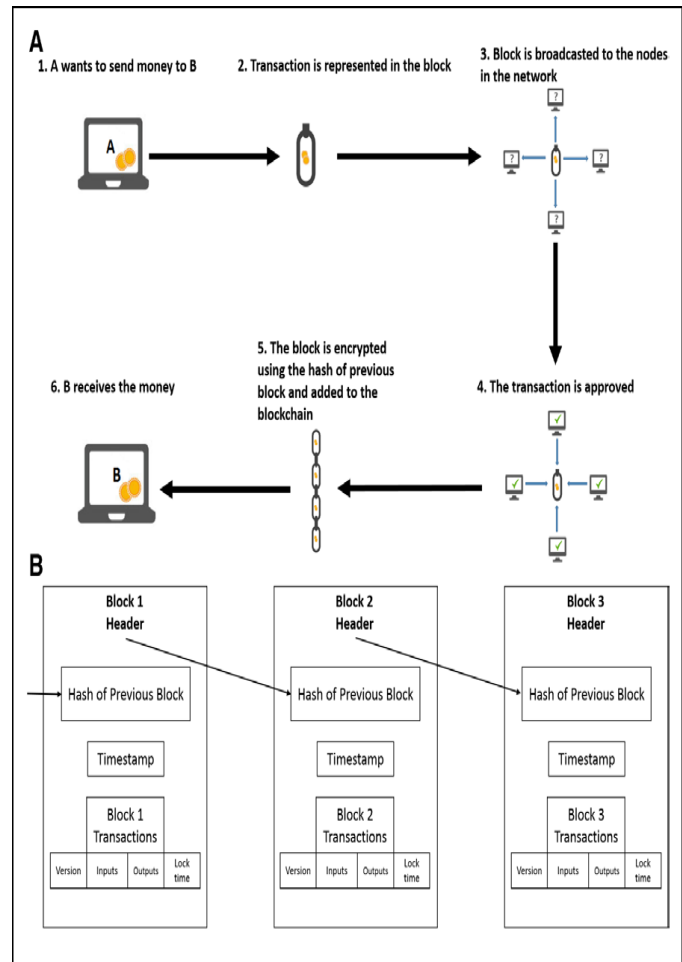 A
1. A wants to send money to B
2. Transaction is represented in the block
3. Block is broadcasted to the nodes
in the network
A
?
?
?
?
5. The block is encrypted
using the hash of previous
block and added to the
blockchain
6. B receives the money
4. The transaction is approved
B
B
Block 1
Header
Hash of Previous Block
Timestamp
Block 1
Transactions
Version
Inputs
Outputs
Lock
time
Block 2
Header
Hash of Previous Block
Timestamp
Block 2
Transactions
Version
Inputs
Outputs
Lock
time
Block 3
Header
Hash of Previous Block
Timestamp
Block 3
Transactions
Version
Inputs
Outputs
Lock
time